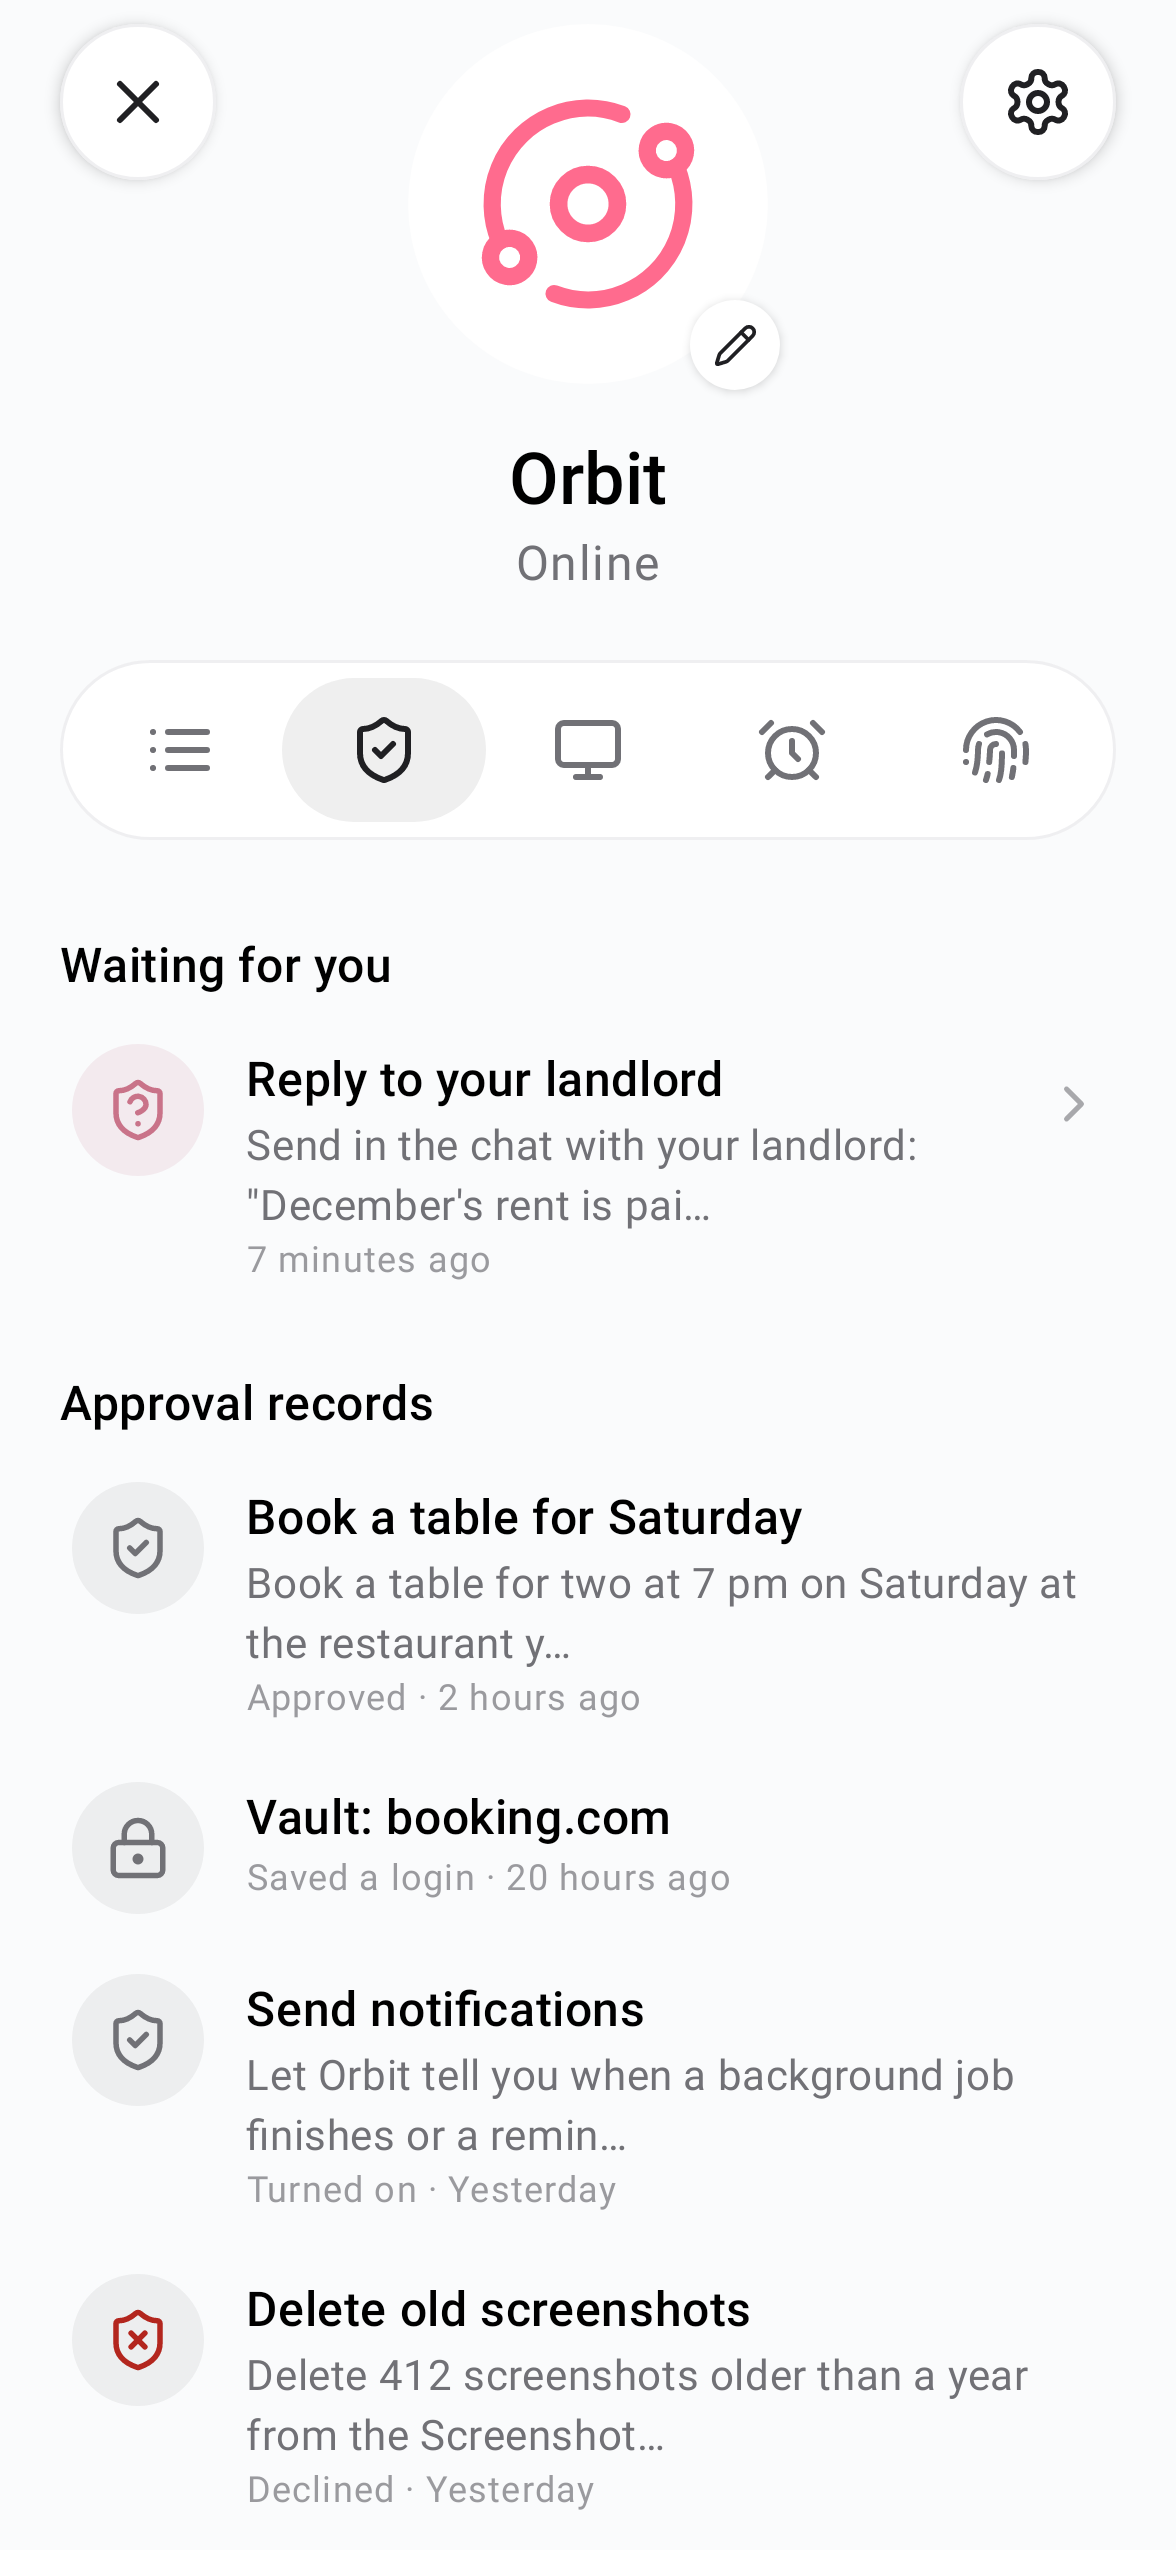 Orbit
Online
Waiting for you
Reply to your landlord
Send in the chat with your landlord:
"December's rent is pai…
7 minutes ago
Approval records
Book a table for Saturday
Book a table for two at 7 pm on Saturday at
the restaurant y…
Approved · 2 hours ago
Vault: booking.com
Saved a login · 20 hours ago
Send notifications
Let Orbit tell you when a background job
finishes or a remin…
Turned on · Yesterday
Delete old screenshots
Delete 412 screenshots older than a year
from the Screenshot…
Declined · Yesterday